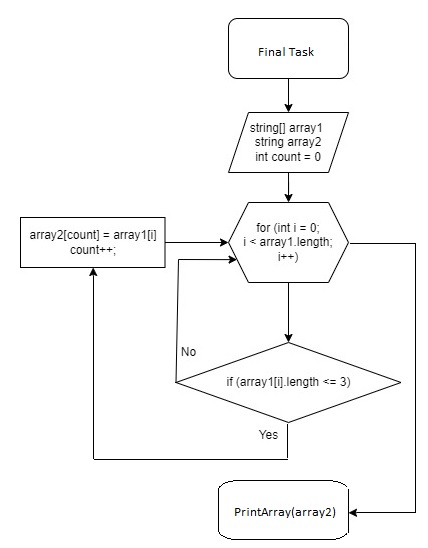 Final Task
string[] array1
string array2
int count = 0
for (int i = 0;
i < array1.length;
i++)
array2[count] = array1[i]
count++;
No
if (array1[i].length <= 3)
Yes
PrintArray(array2)